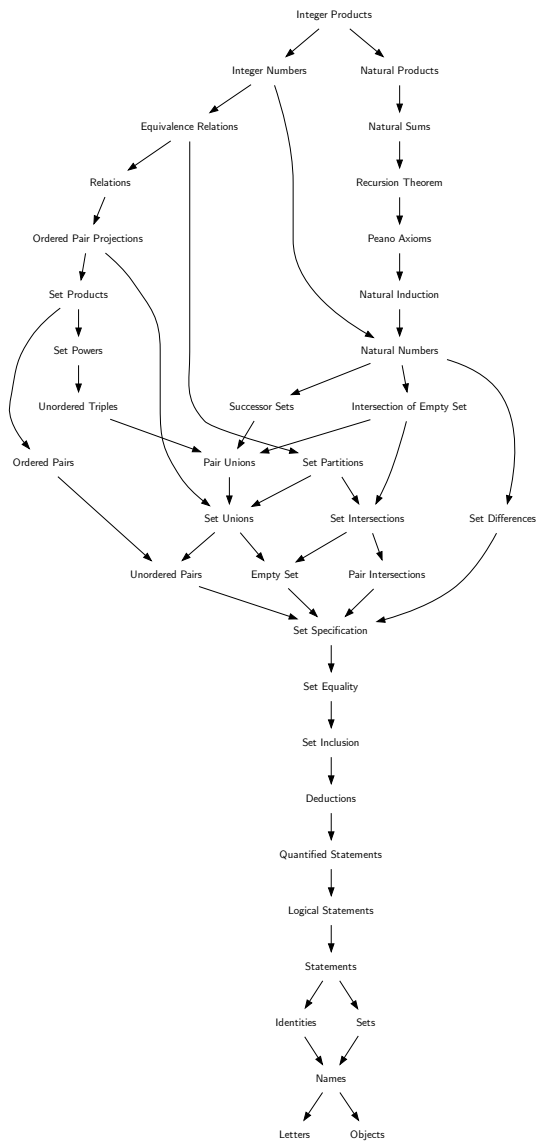 Integer Products
Integer Numbers
Natural Products
Equivalence Relations
Natural Sums
Relations
Recursion Theorem
Ordered Pair Projections
Peano Axioms
Set Products
Natural Induction
Set Powers
Natural Numbers
Unordered Triples
Successor Sets
Intersection of Empty Set
Ordered Pairs
Pair Unions
Set Partitions
Set Unions
Set Intersections
Set Differences
Unordered Pairs
Empty Set
Pair Intersections
Set Specification
Set Equality
Set Inclusion
Deductions
Quantified Statements
Logical Statements
Statements
Identities
Sets
Names
Letters
Objects